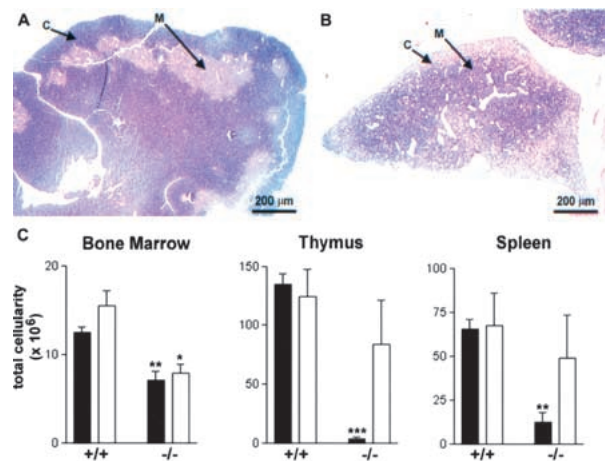 A
C
M
200 µm
B
C
M
200 µm
C
Bone Marrow
Thymus
Spleen
total cellularity
(x 10⁶)
20
10
0
**
*
+/+
-/-
150
100
50
0
***
+/+
-/-
75
50
25
0
**
+/+
-/-